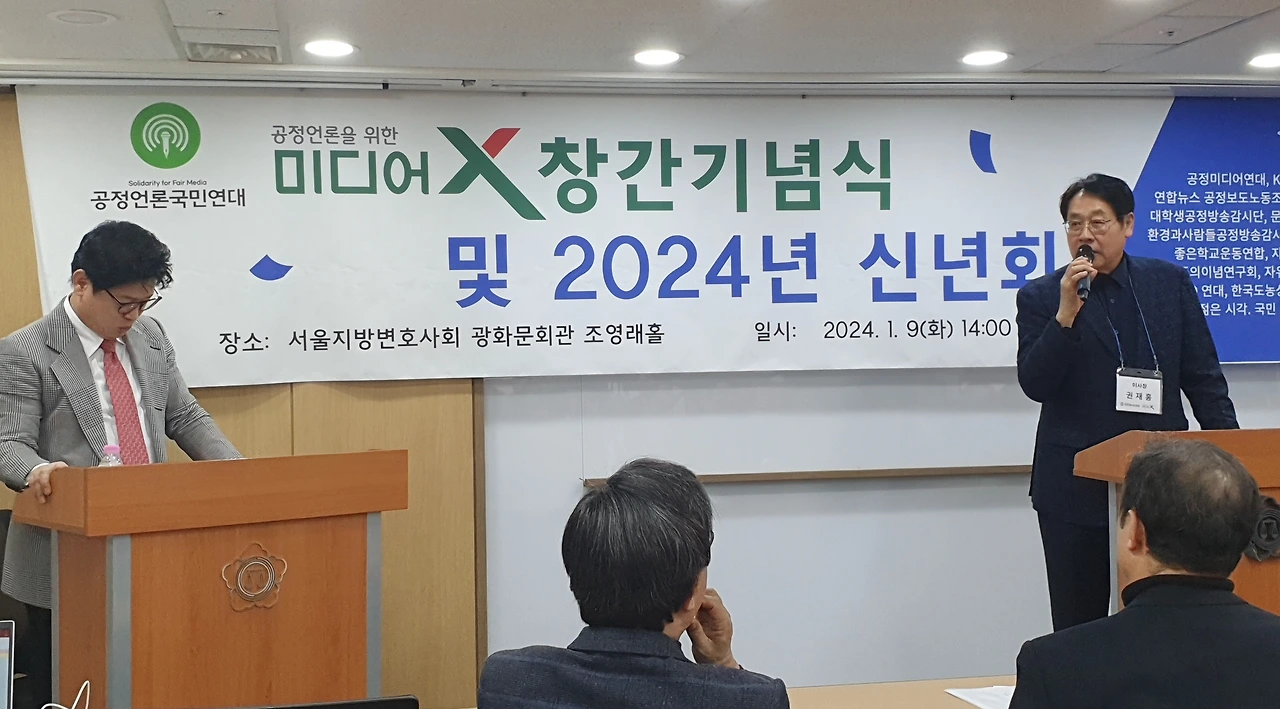 Solidarity for Fair Media
공정언론국민연대
공정언론을 위한
미디어X 창간기념식
및 2024년 신년회
장소: 서울지방변호사회 광화문회관 조영래홀
일시: 2024. 1. 9(화) 14:00
공정미디어연대, K
연합뉴스 공정보도노동조
대학생공정방송감시단, 문
환경과사람들공정방송감시
좋은학교운동연합, 자
의이념연구회, 자유
연대, 한국도농상
젊은 시각, 국민
이사장
권재홍